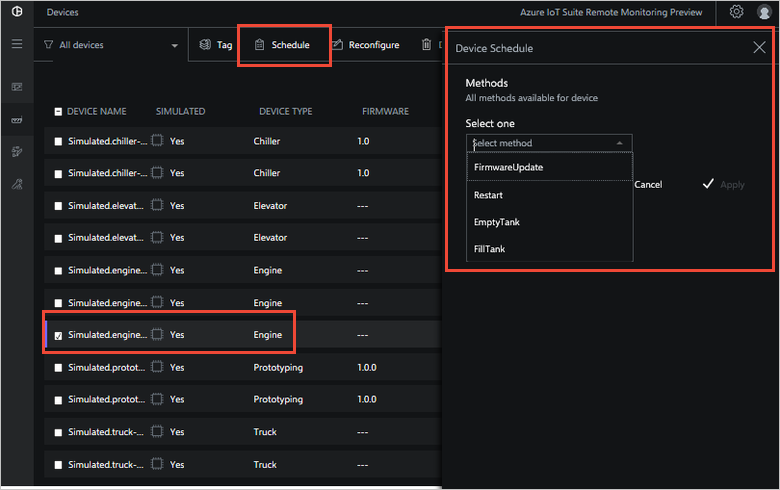 Devices
Azure IoT Suite Remote Monitoring Preview
All devices
Tag
Schedule
Reconfigure
Device Schedule
Methods
All methods available for device
Select one
Select method
FirmwareUpdate
Restart
EmptyTank
FillTank
Cancel
Apply
DEVICE NAME SIMULATED DEVICE TYPE FIRMWARE
Simulated.chiller-... Yes Chiller 1.0
Simulated.chiller-... Yes Chiller 1.0
Simulated.elevat... Yes Elevator ---
Simulated.elevat... Yes Elevator ---
Simulated.engine... Yes Engine ---
Simulated.engine... Yes Engine ---
Simulated.engine... Yes Engine ---
Simulated.protot... Yes Prototyping 1.0.0
Simulated.protot... Yes Prototyping 1.0.0
Simulated.truck-... Yes Truck ---
Simulated.truck-... Yes Truck ---